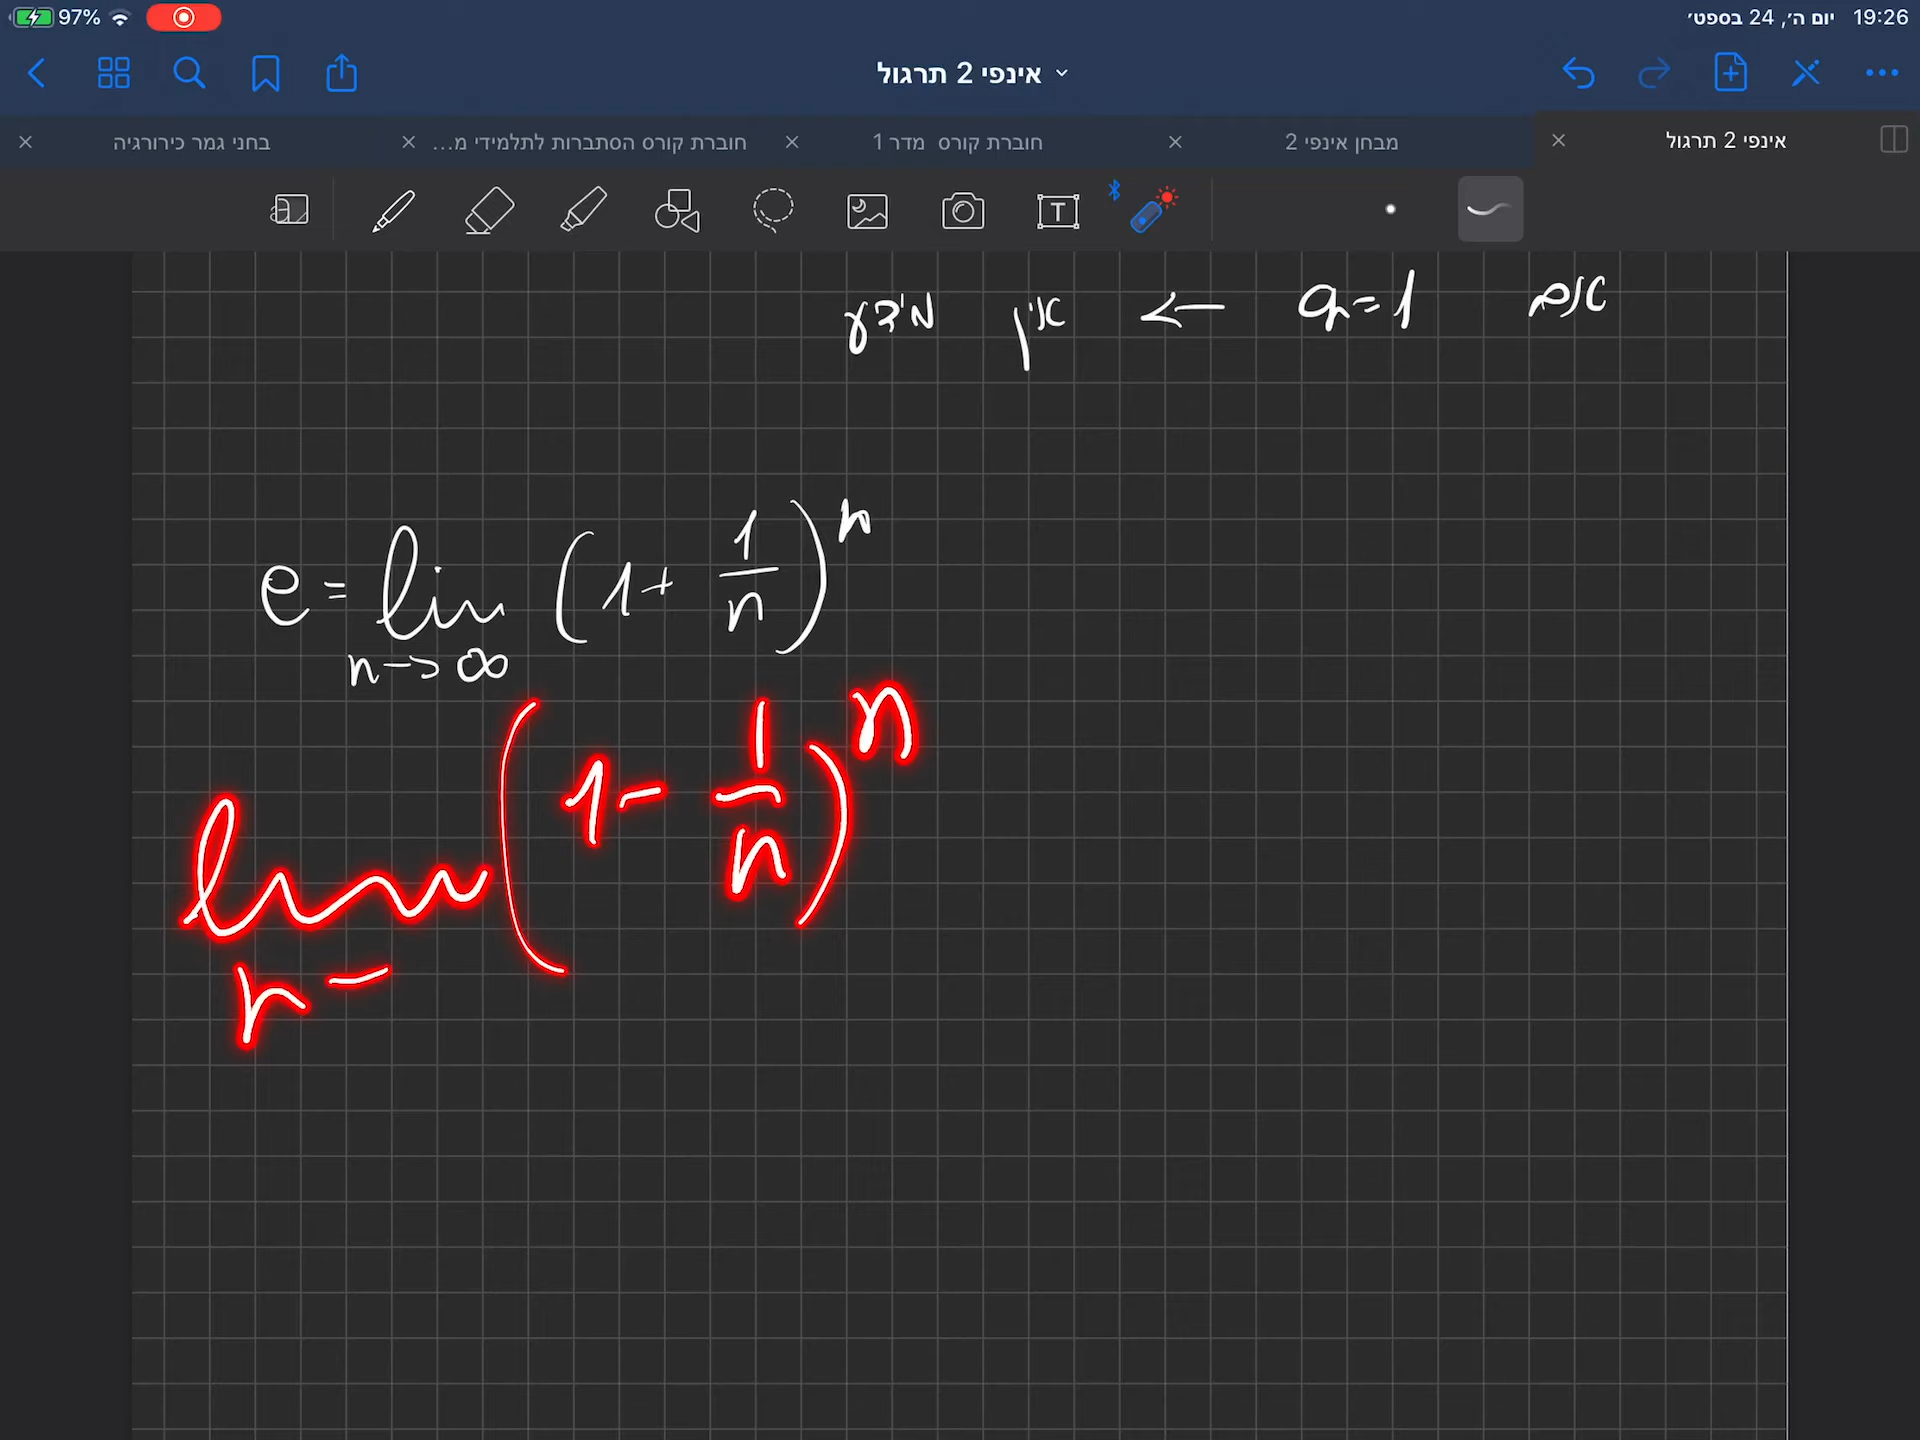 97% יום ה׳, 24 בספט׳ 19:26
אינפי 2 תרגול
בחני גמר כירורגיה
חוברת קורס הסתברות לתלמידי מ...
חוברת קורס מדר 1
מבחן אינפי 2
אינפי 2 תרגול
אם q=1 ← אין מידע
e = lim (1 + 1/n)^n
n→∞
lim (1 - 1/n)^n
n -